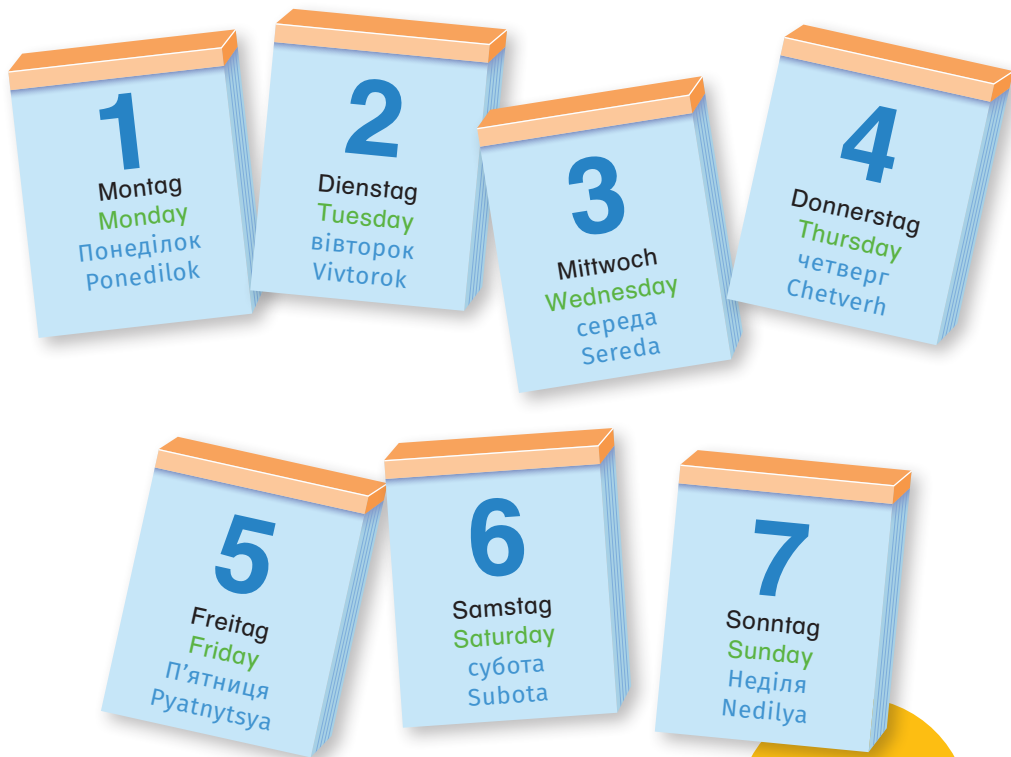 1
Montag
Monday
Понеділок
Ponedilok
2
Dienstag
Tuesday
вівторок
Vivtorok
3
Mittwoch
Wednesday
середа
Sereda
4
Donnerstag
Thursday
четверг
Chetverh
5
Freitag
Friday
П’ятниця
Pyatnytsya
6
Samstag
Saturday
субота
Subota
7
Sonntag
Sunday
Неділя
Nedilya